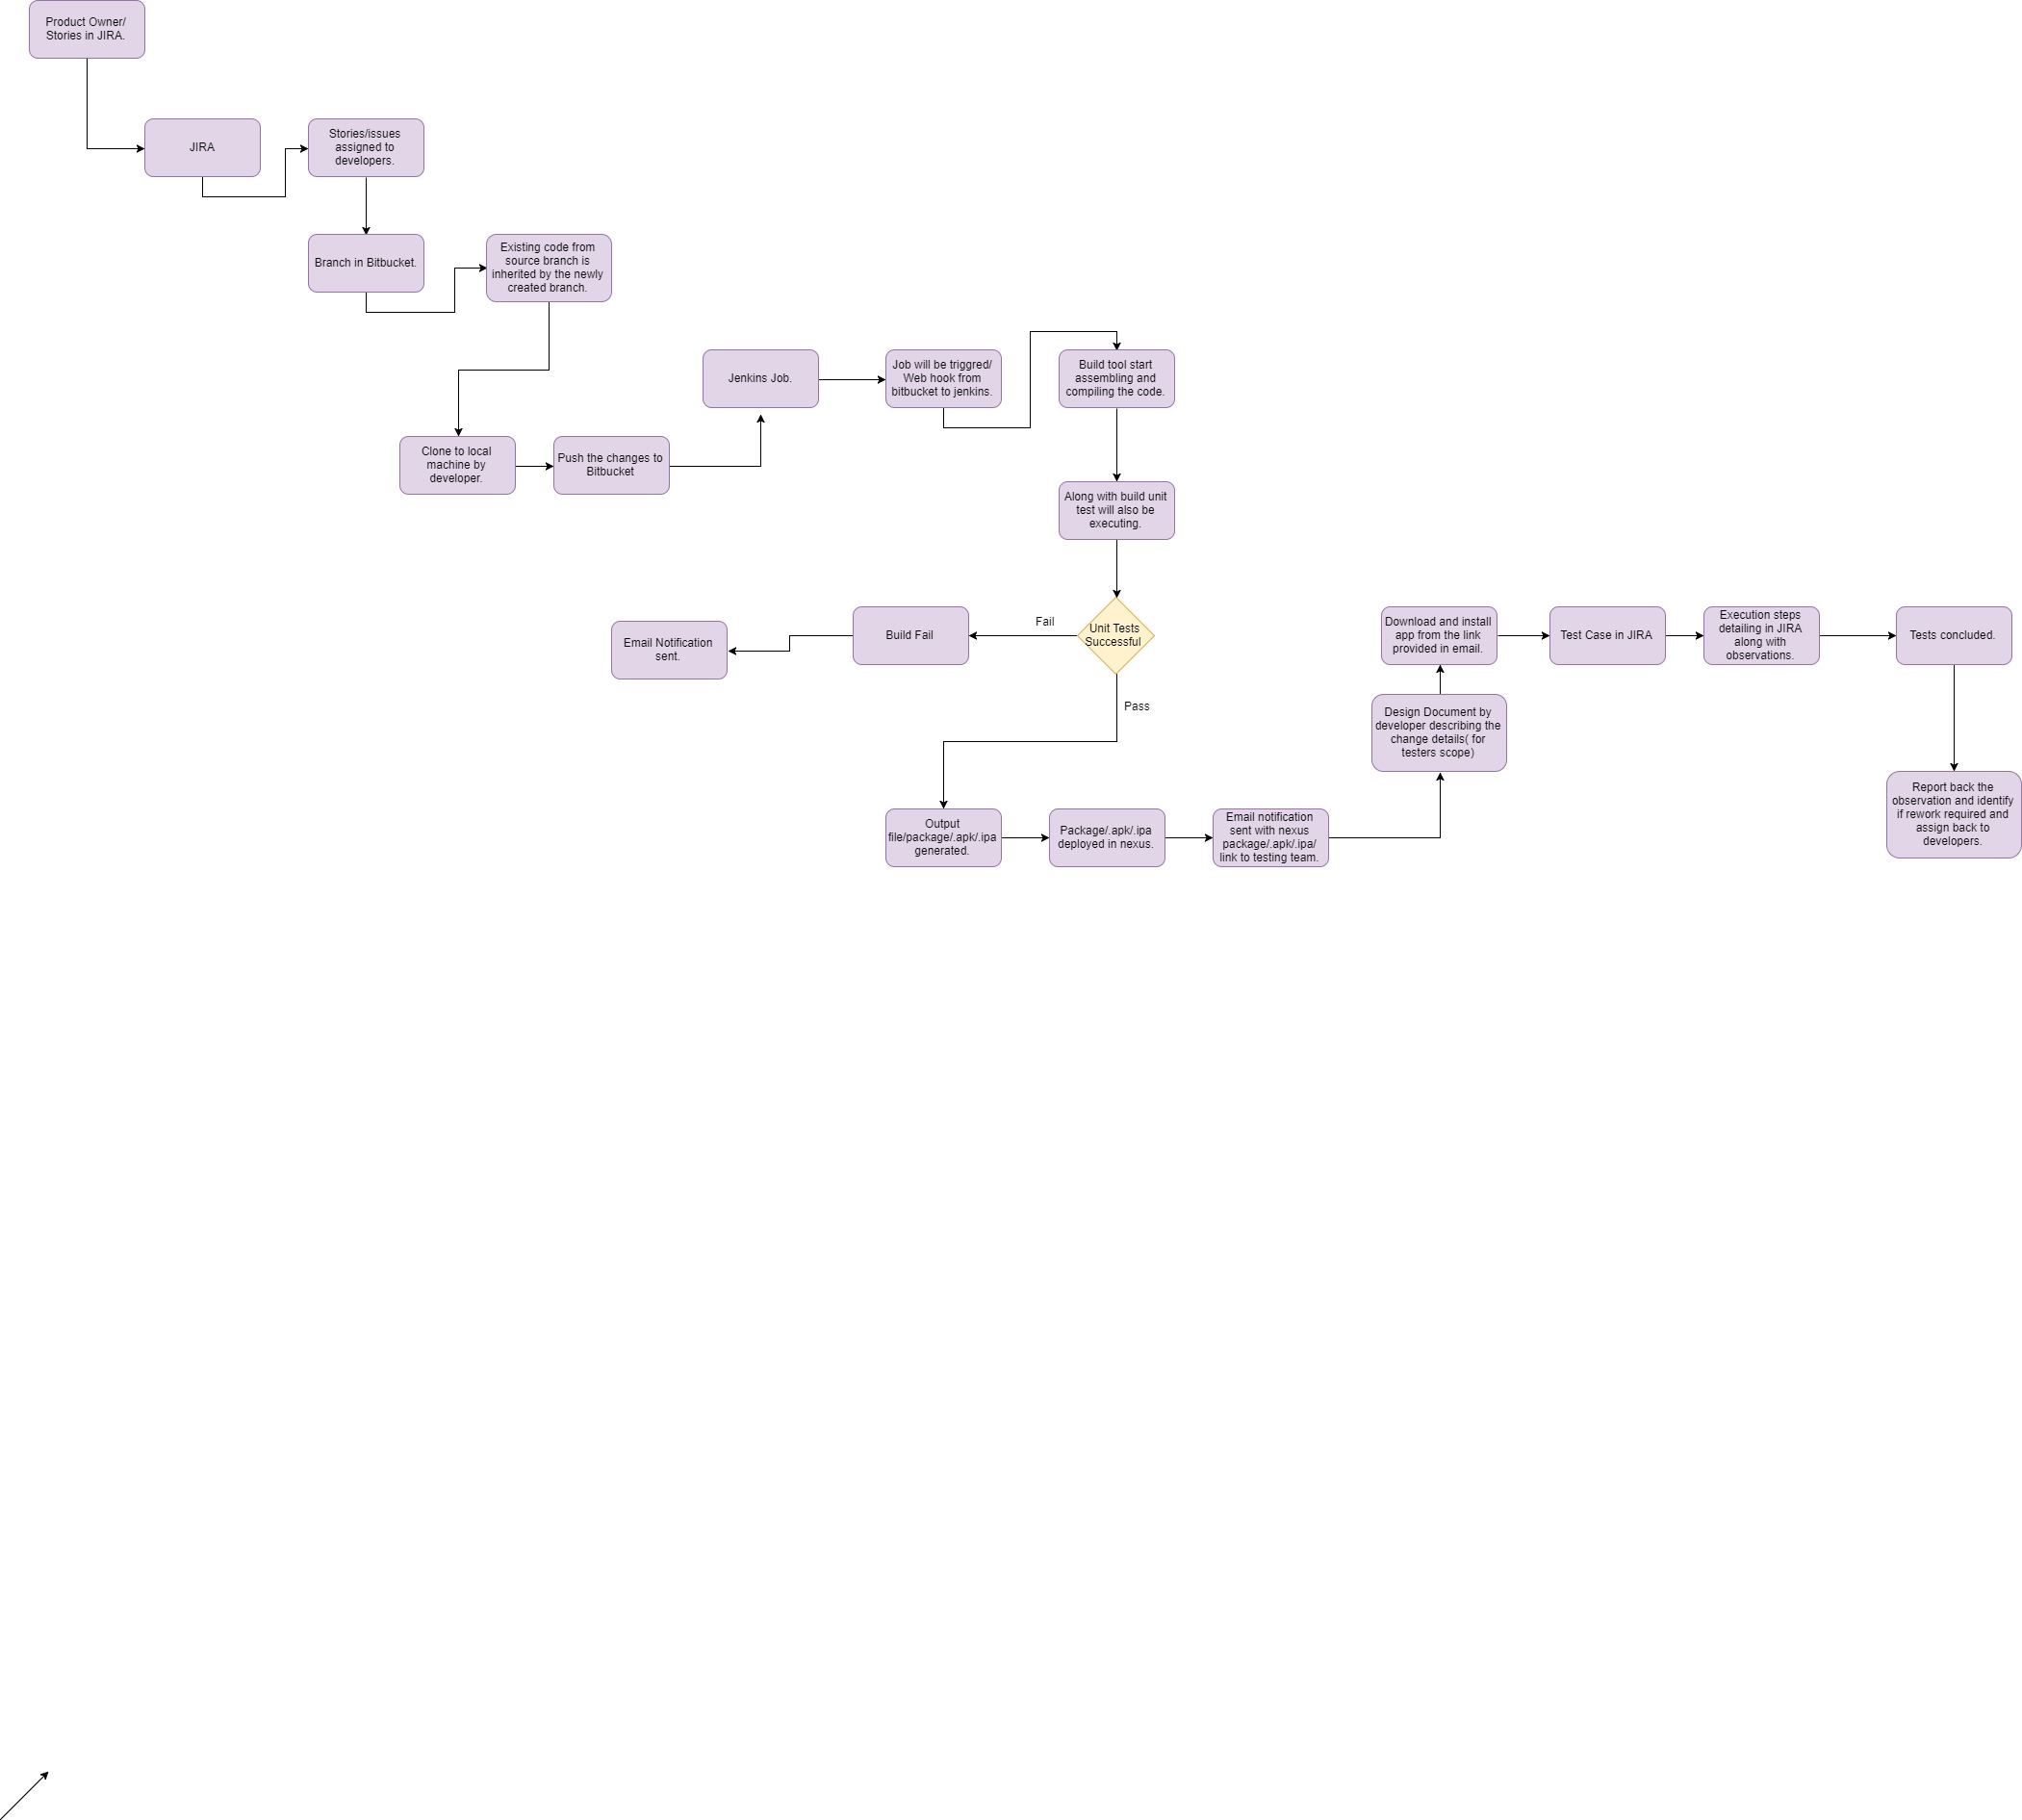 Product Owner/
Stories in JIRA.
JIRA
Stories/issues
assigned to
developers.
Branch in Bitbucket.
Existing code from
source branch is
inherited by the newly
created branch.
Clone to local
machine by
developer.
Push the changes to
Bitbucket
Jenkins Job.
Job will be triggred/
Web hook from
bitbucket to jenkins.
Build tool start
assembling and
compiling the code.
Along with build unit
test will also be
executing.
Unit Tests
Successful
Fail
Build Fail
Email Notification
sent.
Pass
Output
file/package/.apk/.ipa
generated.
Package/.apk/.ipa
deployed in nexus.
Email notification
sent with nexus
package/.apk/.ipa/
link to testing team.
Design Document by
developer describing the
change details( for
testers scope)
Download and install
app from the link
provided in email.
Test Case in JIRA
Execution steps
detailing in JIRA
along with
observations.
Tests concluded.
Report back the
observation and identify
if rework required and
assign back to
developers.